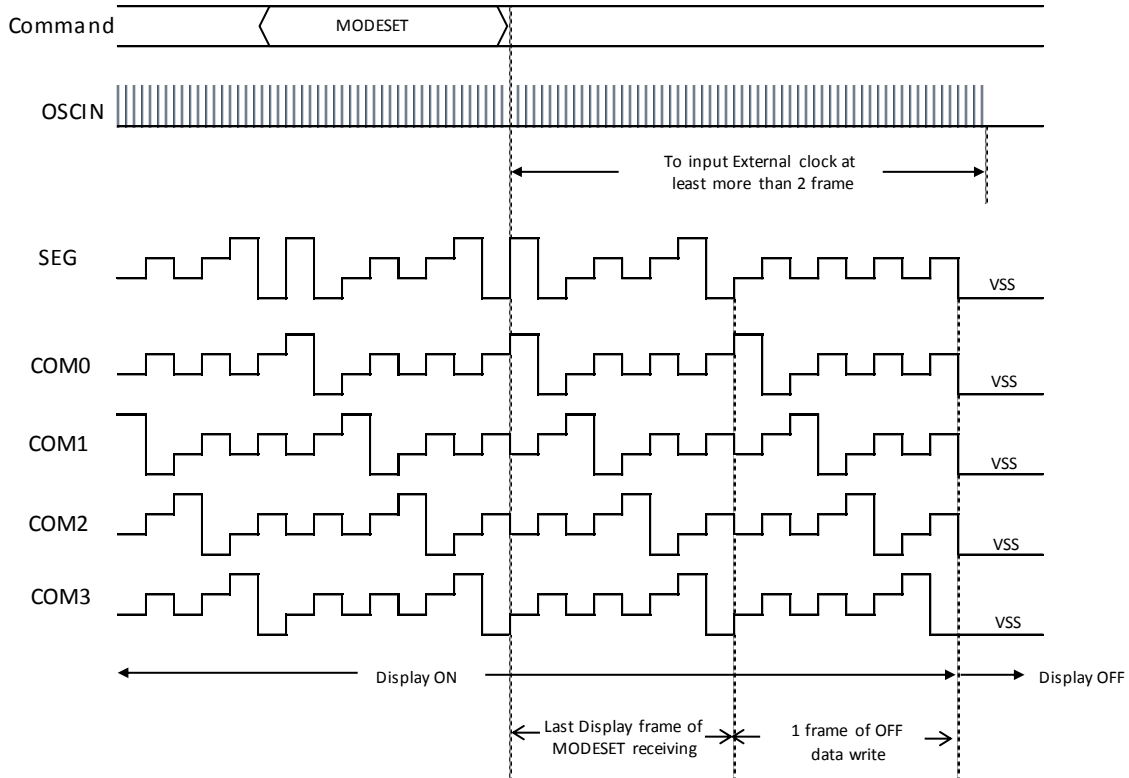 Command
MODESET
OSCIN
To input External clock at
least more than 2 frame
SEG
VSS
COM0
VSS
COM1
VSS
COM2
VSS
COM3
VSS
Display ON
Display OFF
Last Display frame of
MODESET receiving
1 frame of OFF
data write